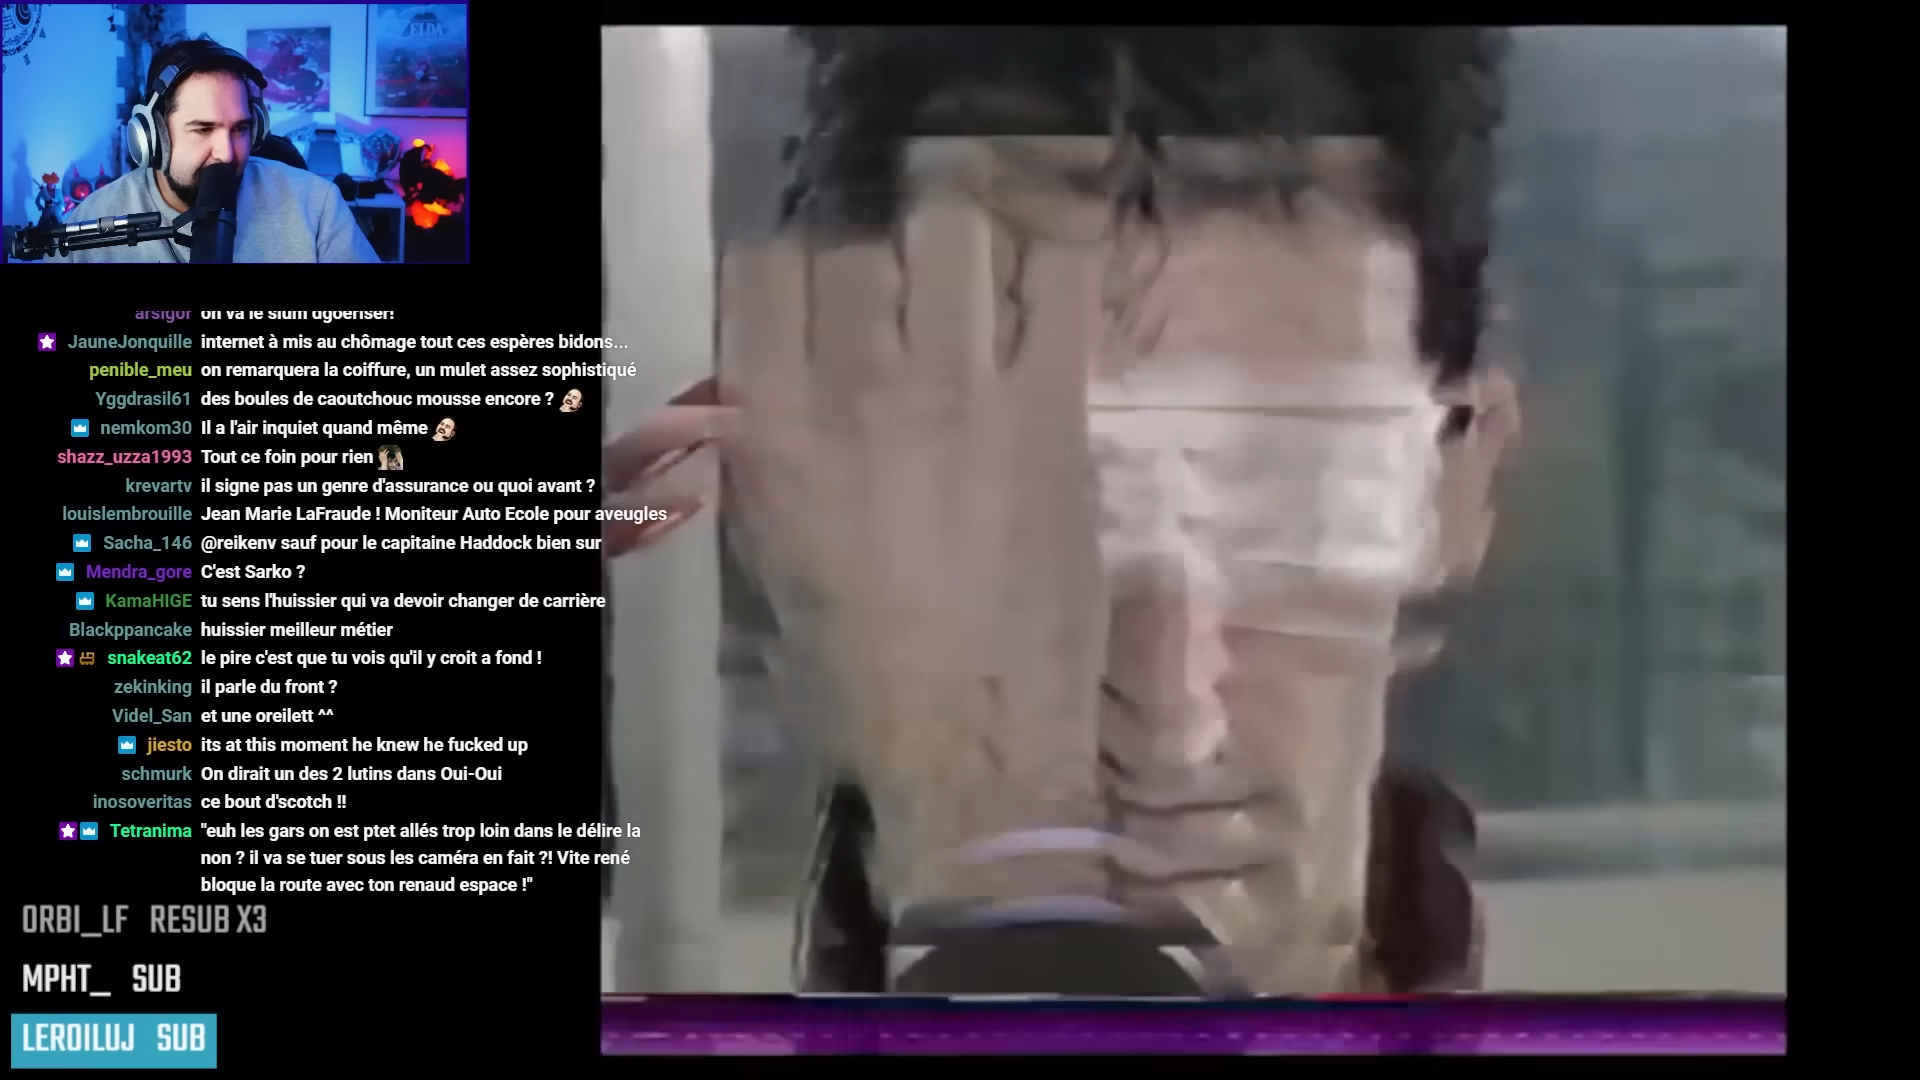 ELDA
arsigor on va le slum dgoeriser!
JauneJonquille internet à mis au chômage tout ces espères bidons...
penible_meu on remarquera la coiffure, un mulet assez sophistiqué
Yggdrasil61 des boules de caoutchouc mousse encore ?
nemkom30 Il a l'air inquiet quand même
shazz_uzza1993 Tout ce foin pour rien
krevartv il signe pas un genre d'assurance ou quoi avant ?
louislembrouille Jean Marie LaFraude ! Moniteur Auto Ecole pour aveugles
Sacha_146 @reikenv sauf pour le capitaine Haddock bien sur
Mendra_gore C'est Sarko ?
KamaHIGE tu sens l'huissier qui va devoir changer de carrière
Blackppancake huissier meilleur métier
snakeat62 le pire c'est que tu vois qu'il y croit a fond !
zekinking il parle du front ?
Videl_San et une oreilett ^^
jiesto its at this moment he knew he fucked up
schmurk On dirait un des 2 lutins dans Oui-Oui
inosoveritas ce bout d'scotch !!
Tetranima "euh les gars on est ptet allés trop loin dans le délire la
non ? il va se tuer sous les caméra en fait ?! Vite rené
bloque la route avec ton renaud espace !"
ORBI_LF RESUB X3
MPHT_ SUB
LEROILUJ SUB